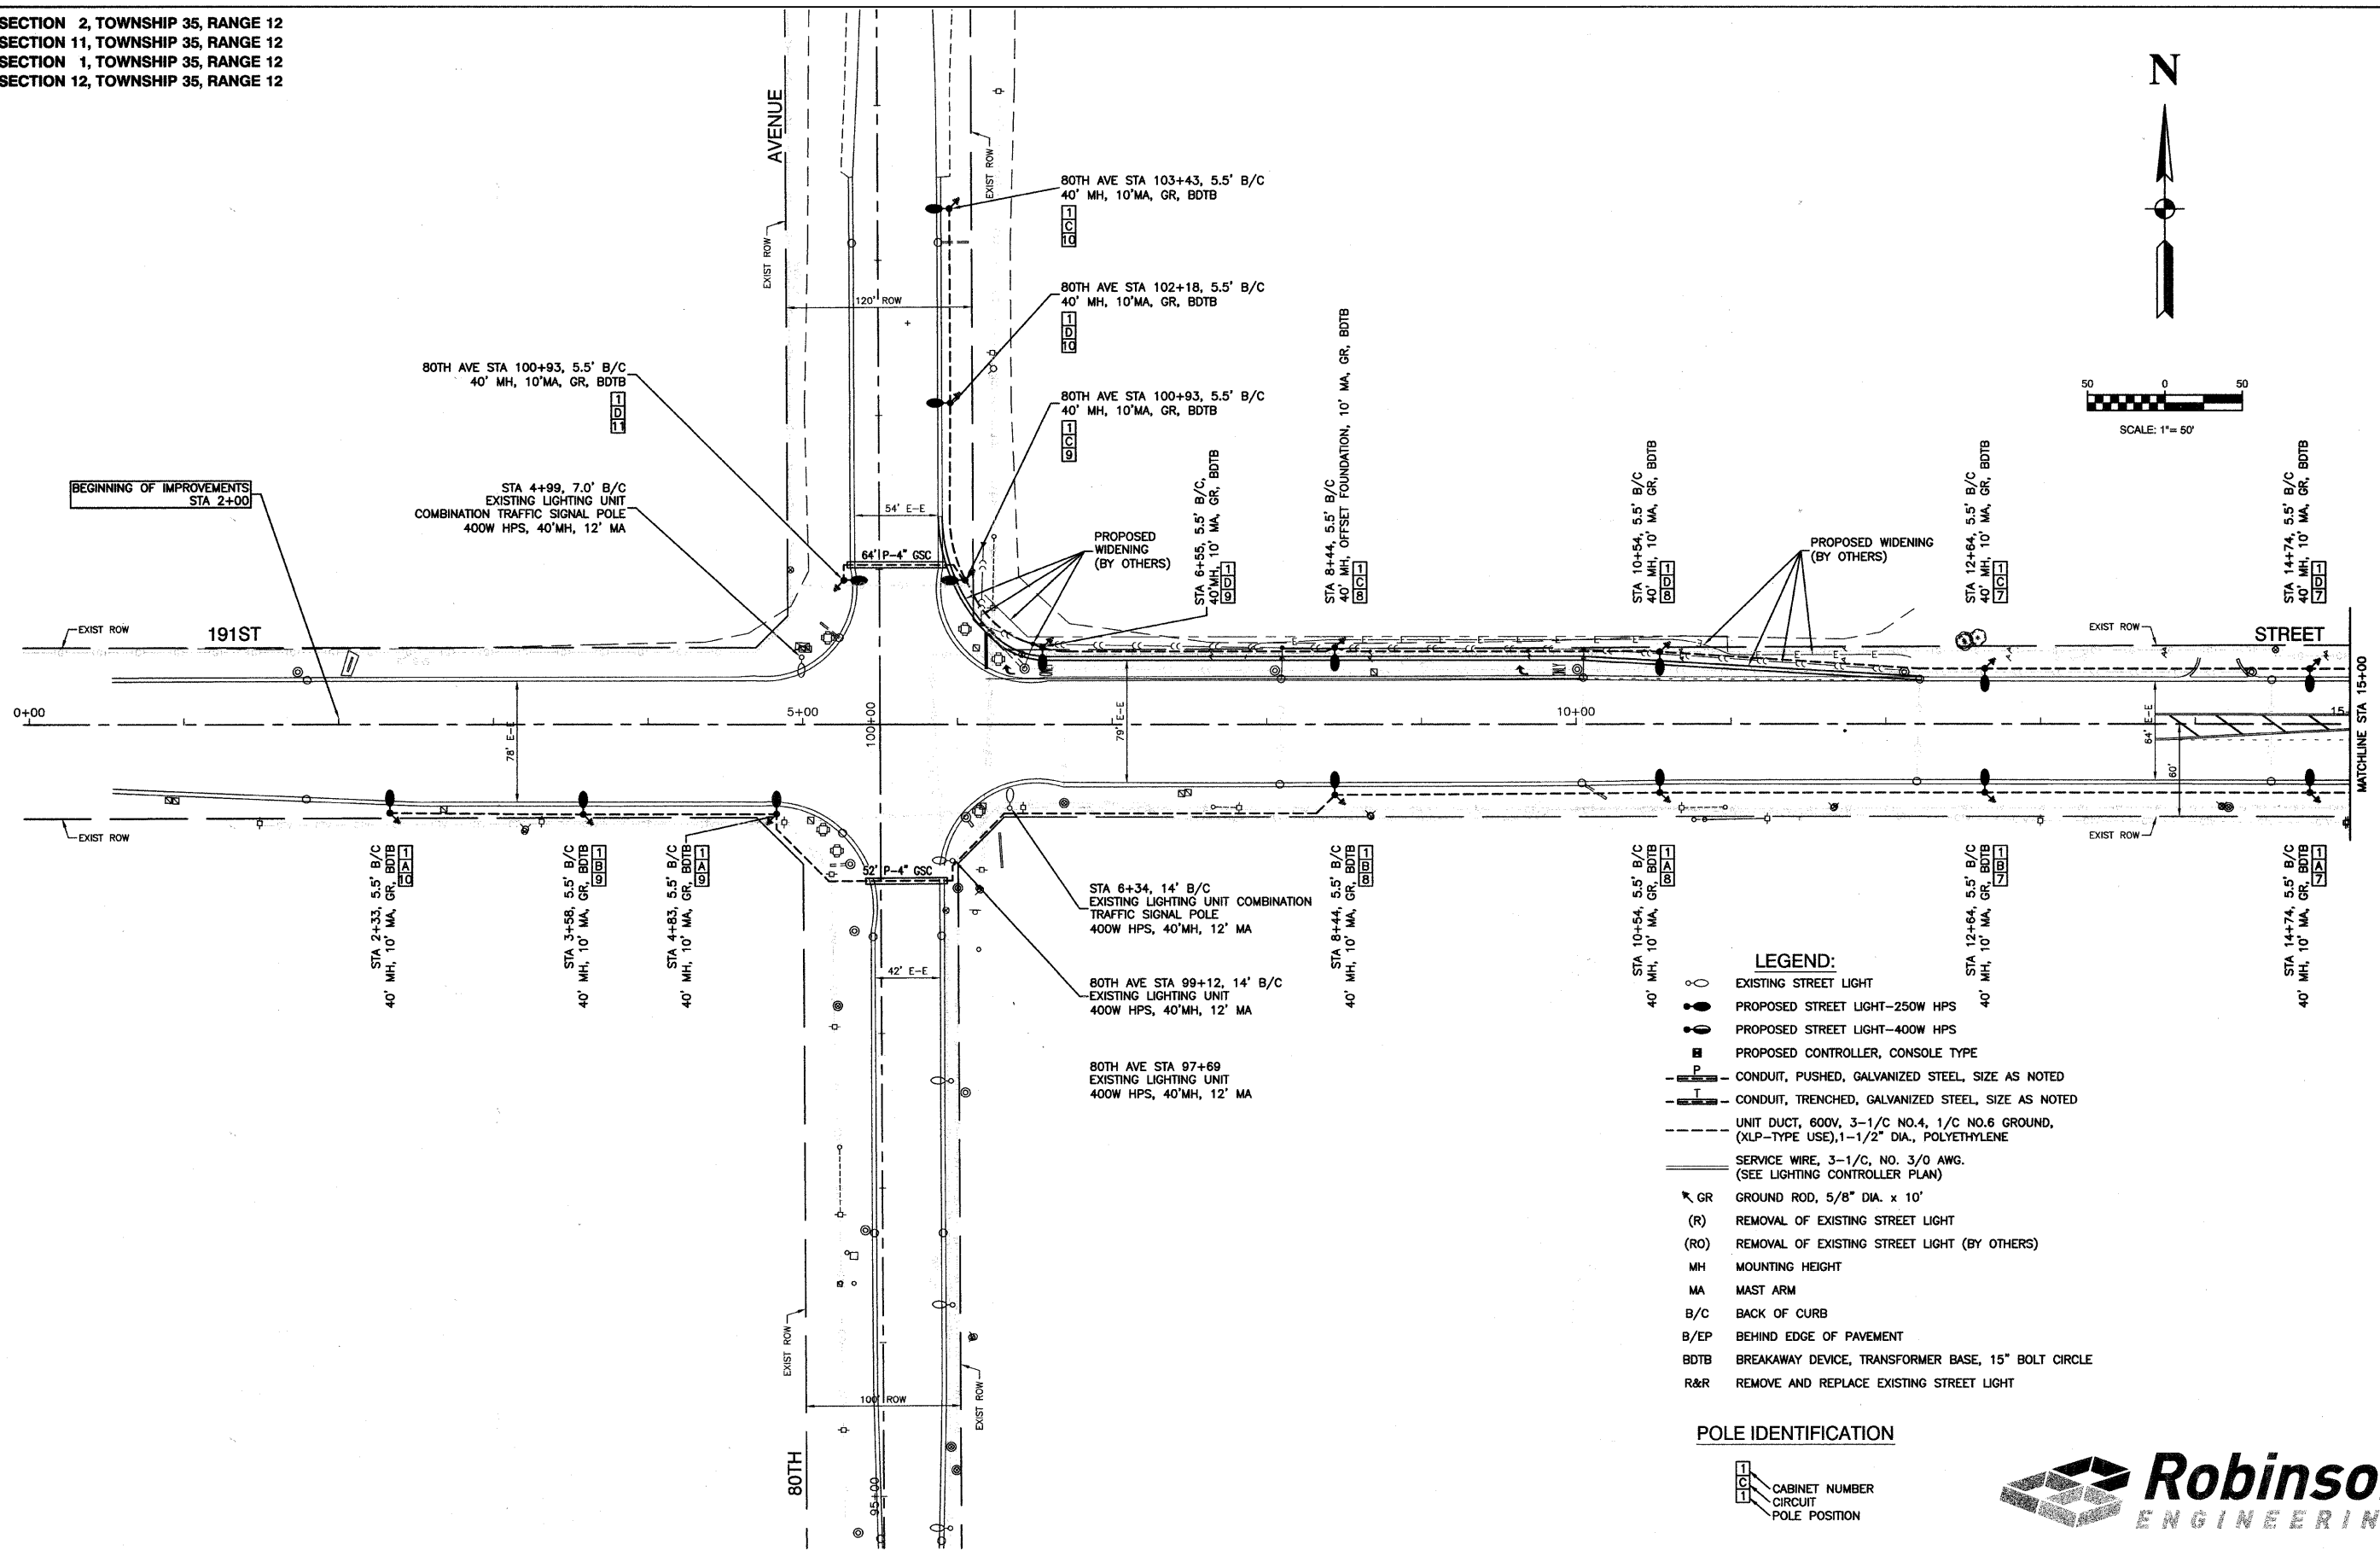 SECTION 2, TOWNSHIP 35, RANGE 12
SECTION 11, TOWNSHIP 35, RANGE 12
SECTION 1, TOWNSHIP 35, RANGE 12
SECTION 12, TOWNSHIP 35, RANGE 12
N
AVENUE
EXIST ROW
EXIST ROW
120' ROW
80TH AVE STA 103+43, 5.5' B/C
40' MH, 10'MA, GR, BDTB
1
C
10
80TH AVE STA 102+18, 5.5' B/C
40' MH, 10'MA, GR, BDTB
1
D
10
80TH AVE STA 100+93, 5.5' B/C
40' MH, 10'MA, GR, BDTB
1
C
9
80TH AVE STA 100+93, 5.5' B/C
40' MH, 10'MA, GR, BDTB
1
D
11
50 0 50
SCALE: 1"= 50'
BEGINNING OF IMPROVEMENTS
STA 2+00
STA 4+99, 7.0' B/C
EXISTING LIGHTING UNIT
COMBINATION TRAFFIC SIGNAL POLE
400W HPS, 40'MH, 12' MA
54' E-E
64' P-4" GSC
PROPOSED
WIDENING
(BY OTHERS)
STA 6+55, 5.5' B/C,
40'MH, 10' MA, GR, BDTB
1
D
9
STA 8+44, 5.5' B/C
40' MH, OFFSET FOUNDATION, 10' MA, GR, BDTB
1
C
8
STA 10+54, 5.5' B/C
40' MH, 10' MA, GR, BDTB
1
D
8
PROPOSED WIDENING
(BY OTHERS)
STA 12+64, 5.5' B/C
40' MH, 10' MA, GR, BDTB
1
C
7
STA 14+74, 5.5' B/C
40' MH, 10' MA, GR, BDTB
1
D
7
EXIST ROW
191ST
EXIST ROW
STREET
ONLY
ONLY
0+00
5+00
100+00
10+00
15
78' E-E
79' E-E
64' E-E
60'
MATCHLINE STA 15+00
EXIST ROW
EXIST ROW
STA 2+33, 5.5' B/C
40' MH, 10' MA, GR, BDTB
1
A
10
STA 3+58, 5.5' B/C
40' MH, 10' MA, GR, BDTB
1
B
9
STA 4+83, 5.5' B/C
40' MH, 10' MA, GR, BDTB
1
A
9
52' P-4" GSC
STA 6+34, 14' B/C
EXISTING LIGHTING UNIT COMBINATION
TRAFFIC SIGNAL POLE
400W HPS, 40'MH, 12' MA
STA 8+44, 5.5' B/C
40' MH, 10' MA, GR, BDTB
1
B
8
STA 10+54, 5.5' B/C
40' MH, 10' MA, GR, BDTB
1
A
8
STA 12+64, 5.5' B/C
40' MH, 10' MA, GR, BDTB
1
B
7
STA 14+74, 5.5' B/C
40' MH, 10' MA, GR, BDTB
1
A
7
42' E-E
80TH AVE STA 99+12, 14' B/C
EXISTING LIGHTING UNIT
400W HPS, 40'MH, 12' MA
80TH AVE STA 97+69
EXISTING LIGHTING UNIT
400W HPS, 40'MH, 12' MA
LEGEND:
EXISTING STREET LIGHT
PROPOSED STREET LIGHT-250W HPS
PROPOSED STREET LIGHT-400W HPS
PROPOSED CONTROLLER, CONSOLE TYPE
P CONDUIT, PUSHED, GALVANIZED STEEL, SIZE AS NOTED
T CONDUIT, TRENCHED, GALVANIZED STEEL, SIZE AS NOTED
UNIT DUCT, 600V, 3-1/C NO.4, 1/C NO.6 GROUND,
(XLP-TYPE USE),1-1/2" DIA., POLYETHYLENE
SERVICE WIRE, 3-1/C, NO. 3/0 AWG.
(SEE LIGHTING CONTROLLER PLAN)
GR GROUND ROD, 5/8" DIA. x 10'
(R) REMOVAL OF EXISTING STREET LIGHT
(RO) REMOVAL OF EXISTING STREET LIGHT (BY OTHERS)
MH MOUNTING HEIGHT
MA MAST ARM
B/C BACK OF CURB
B/EP BEHIND EDGE OF PAVEMENT
BDTB BREAKAWAY DEVICE, TRANSFORMER BASE, 15" BOLT CIRCLE
R&R REMOVE AND REPLACE EXISTING STREET LIGHT
EXIST ROW
EXIST ROW
100' ROW
80TH
95+00
POLE IDENTIFICATION
1
C
1
CABINET NUMBER
CIRCUIT
POLE POSITION
Robinso
ENGINEERIN